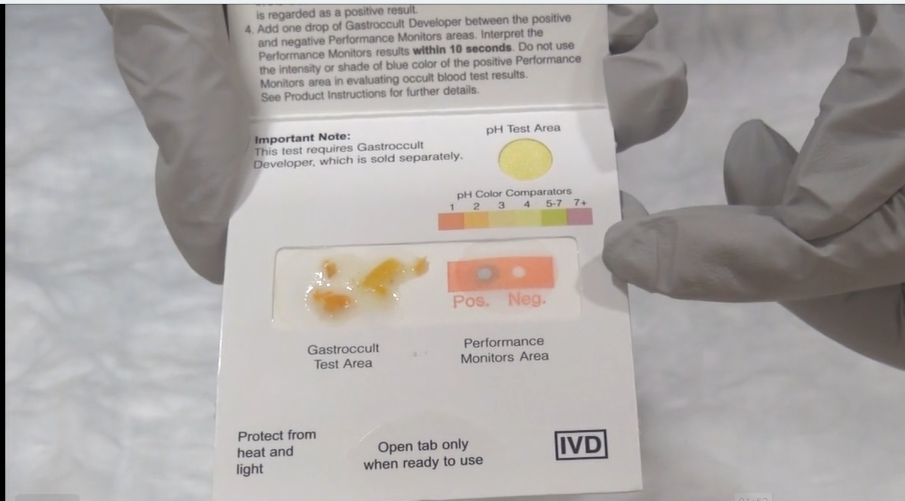 is regarded as a positive result.
4. Add one drop of Gastroccult Developer between the positive
and negative Performance Monitors areas. Interpret the
Performance Monitors results within 10 seconds. Do not use
the intensity or shade of blue color of the positive Performance
Monitors area in evaluating occult blood test results.
See Product Instructions for further details.
Important Note:
This test requires Gastroccult
Developer, which is sold separately.
pH Test Area
pH Color Comparators
1 2 3 4 5-7 7+
Pos. Neg.
Gastroccult
Test Area
Performance
Monitors Area
Protect from
heat and
light
Open tab only
when ready to use
IVD